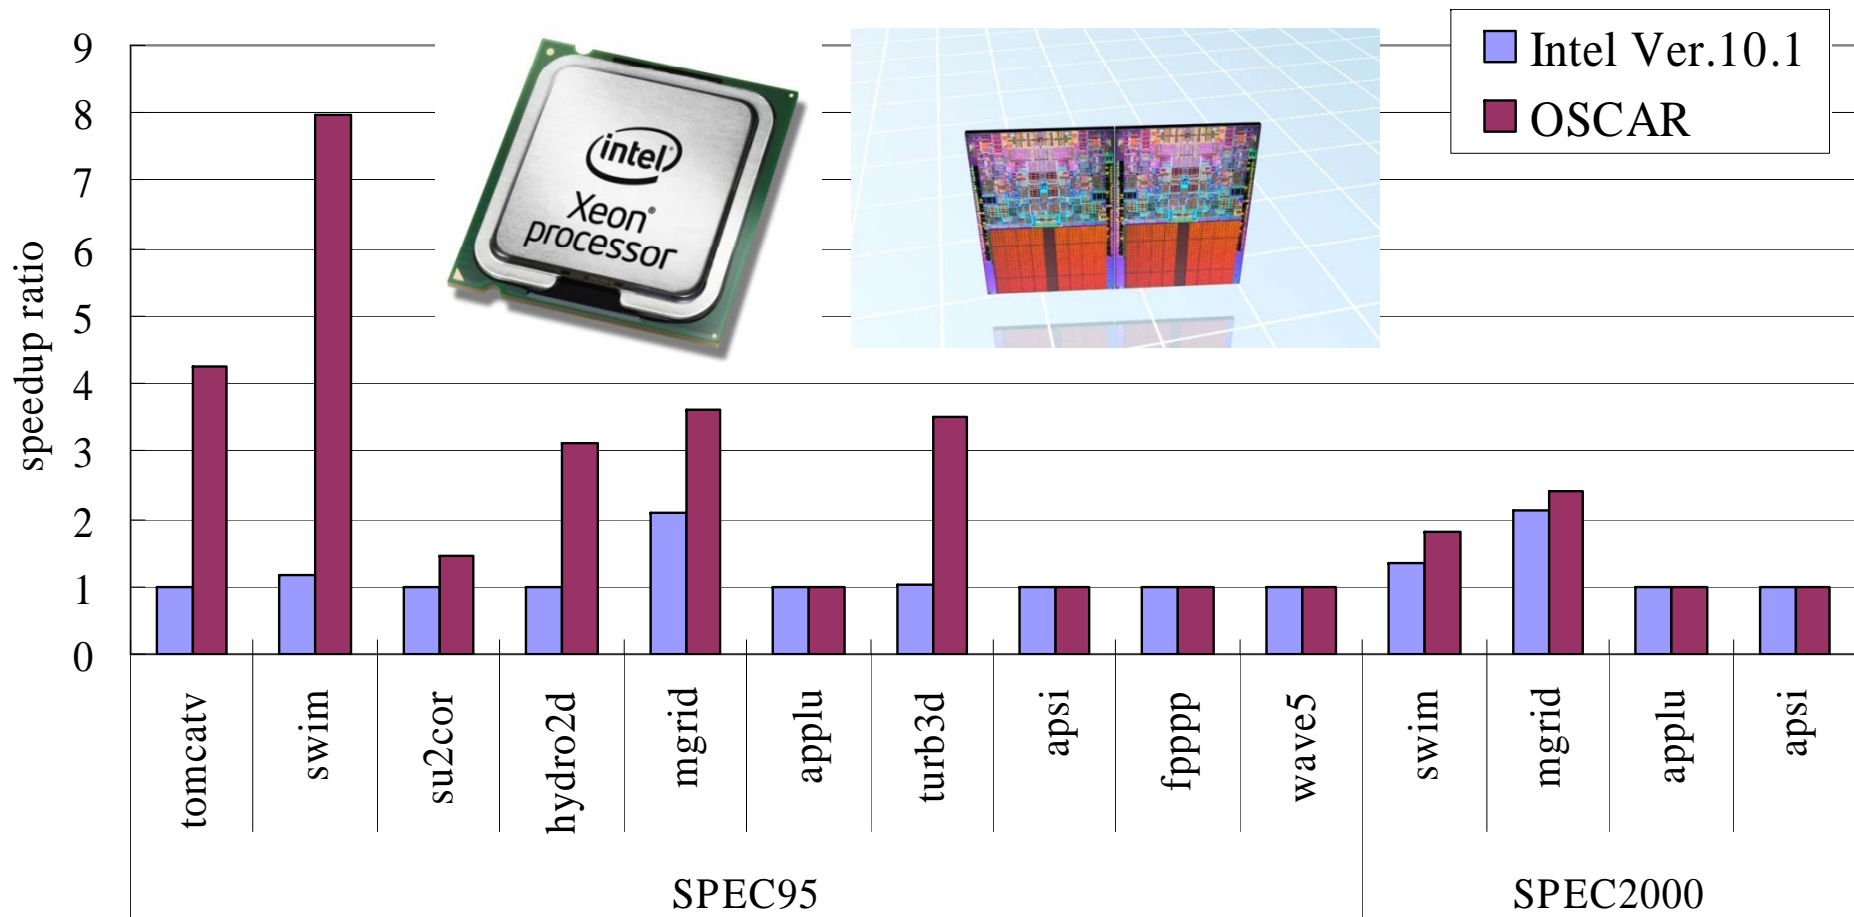 Intel Ver.10.1
OSCAR
intel
Xeon®
processor
speedup ratio
9
8
7
6
5
4
3
2
1
0
tomcatv
swim
su2cor
hydro2d
mgrid
applu
turb3d
apsi
fpppp
wave5
swim
mgrid
applu
apsi
SPEC95
SPEC2000